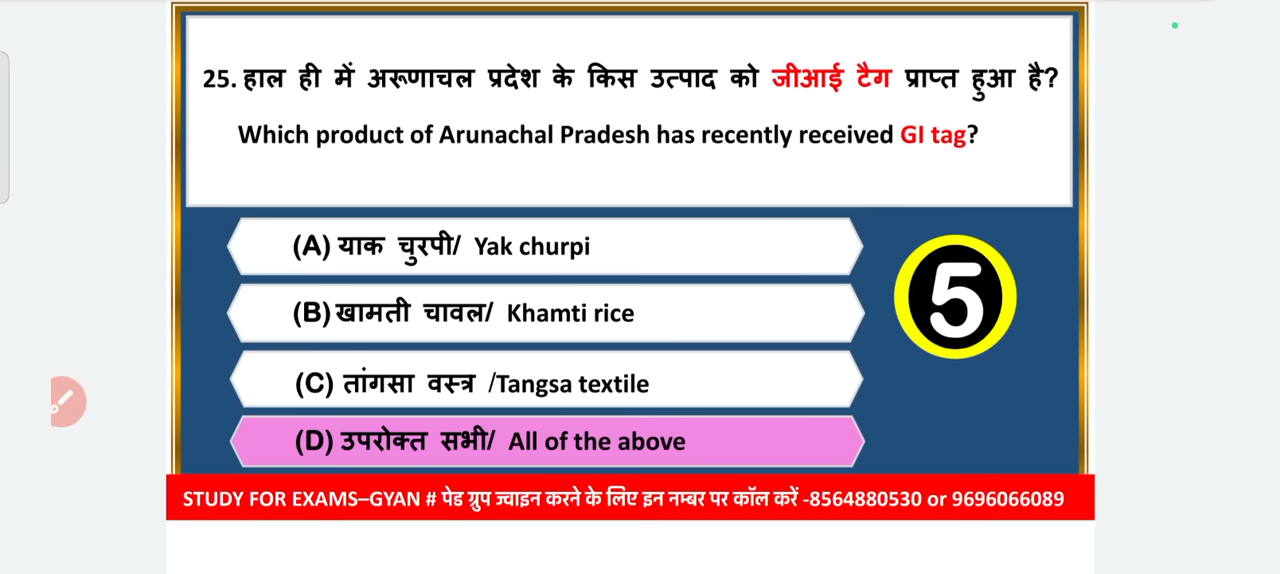 25. हाल ही में अरूणाचल प्रदेश के किस उत्पाद को जीआई टैग प्राप्त हुआ है?
Which product of Arunachal Pradesh has recently received GI tag?
(A) याक चुरपी/ Yak churpi
(B) खामती चावल/ Khamti rice
5
(C) तांगसा वस्त्र /Tangsa textile
(D) उपरोक्त सभी/ All of the above
STUDY FOR EXAMS–GYAN # पेड ग्रुप ज्वाइन करने के लिए इन नम्बर पर कॉल करें -8564880530 or 9696066089